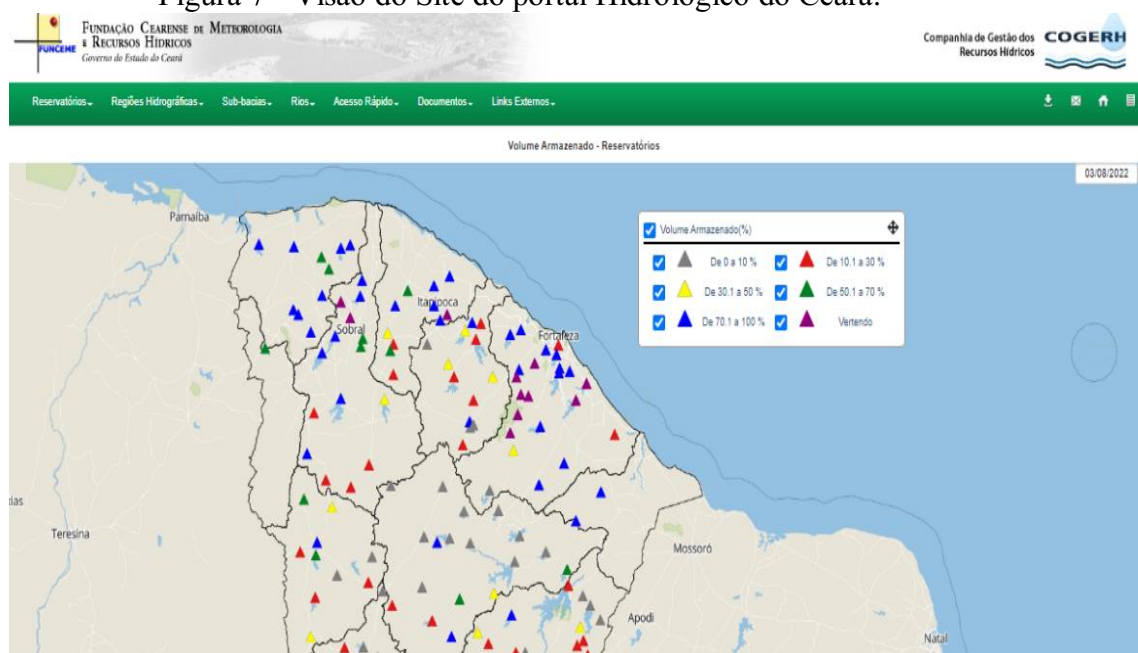 Figura 7 - Visão do Site do portal Hidrológico do Ceará.
FUNCEME
FUNDAÇÃO CEARENSE DE METEOROLOGIA
E RECURSOS HÍDRICOS
Governo do Estado do Ceará
Companhia de Gestão dos
Recursos Hídricos
COGERH
Reservatórios Regiões Hidrográficas Sub-bacias Rios Acesso Rápido Documentos Links Externos
Volume Armazenado - Reservatórios
03/08/2022
Volume Armazenado(%)
De 0 a 10 % De 10.1 a 30 %
De 30.1 a 50 % De 50.1 a 70 %
De 70.1 a 100 % Vertendo
Parnaíba
Itapipoca
Sobral
Fortaleza
Teresina
Mossoró
Apodi
Natal